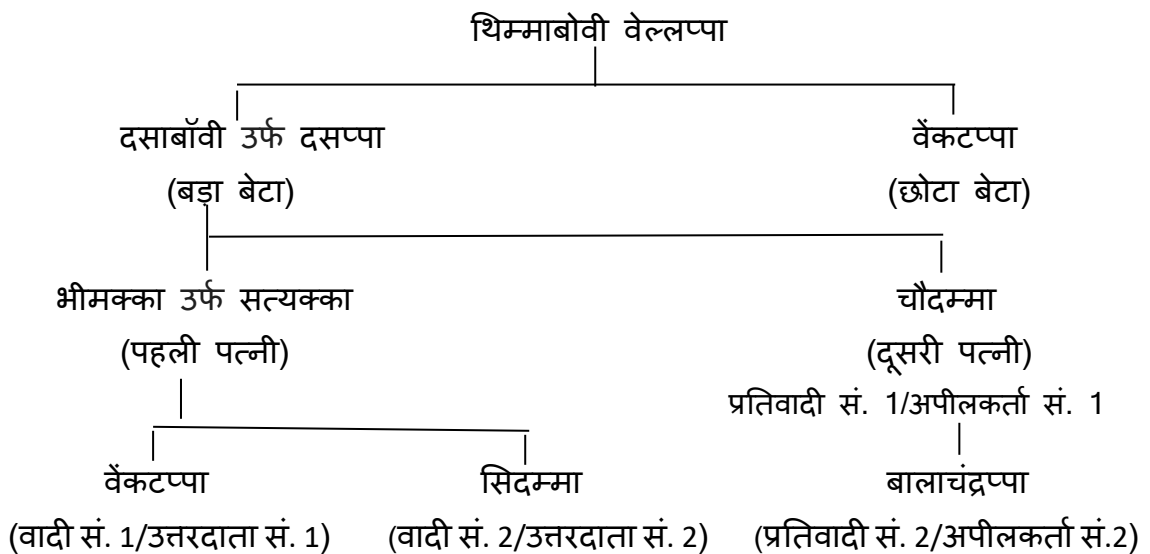 थिम्माबोवी वेल्लप्पा
दसाबॉवी उर्फ दसप्पा वेंकटप्पा
(बड़ा बेटा) (छोटा बेटा)
भीमक्का उर्फ सत्यक्का चौदम्मा
(पहली पत्नी) (दूसरी पत्नी)
प्रतिवादी सं. 1/अपीलकर्ता सं. 1
वेंकटप्पा सिदम्मा बालाचंद्रप्पा
(वादी सं. 1/उत्तरदाता सं. 1) (वादी सं. 2/उत्तरदाता सं. 2) (प्रतिवादी सं. 2/अपीलकर्ता सं.2)